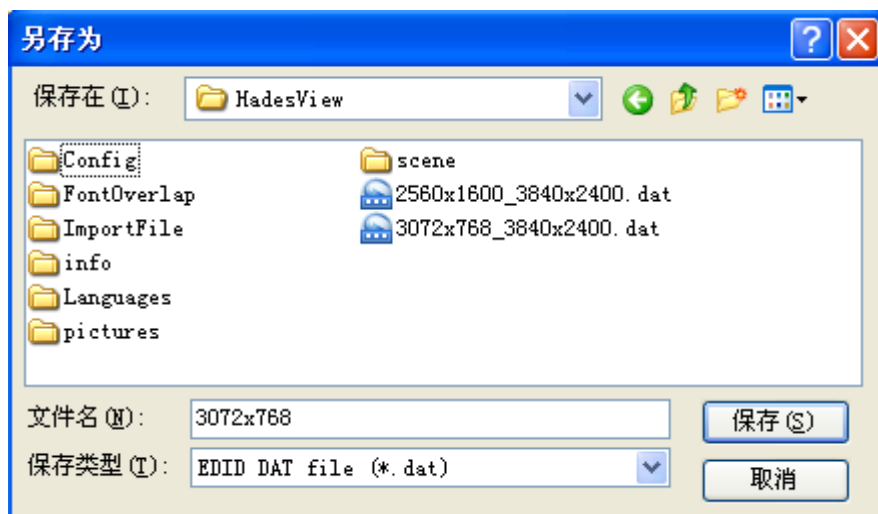 另存为
保存在(I):
HadesView
Config
FontOverlap
ImportFile
info
Languages
pictures
scene
2560x1600_3840x2400.dat
3072x768_3840x2400.dat
文件名(N):
3072x768
保存(S)
保存类型(T):
EDID DAT file (*.dat)
取消